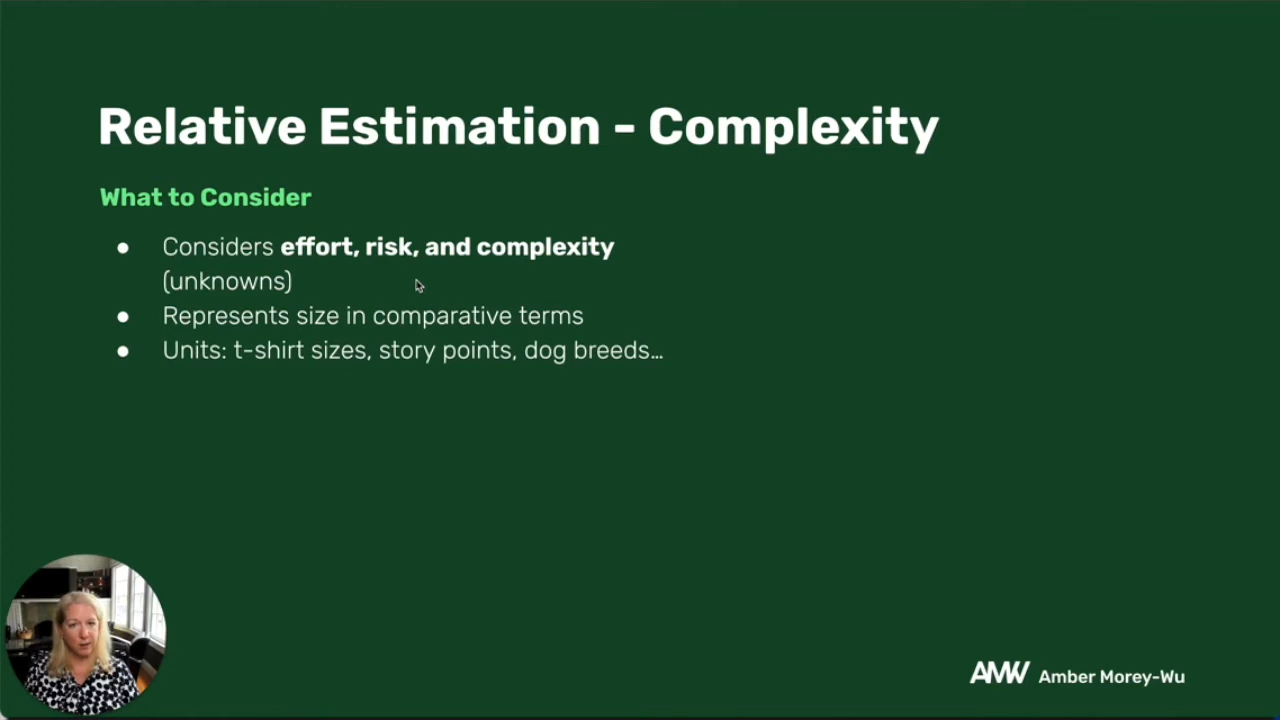 Relative Estimation - Complexity
What to Consider
● Considers effort, risk, and complexity
(unknowns)
● Represents size in comparative terms
● Units: t-shirt sizes, story points, dog breeds…
AMW Amber Morey-Wu